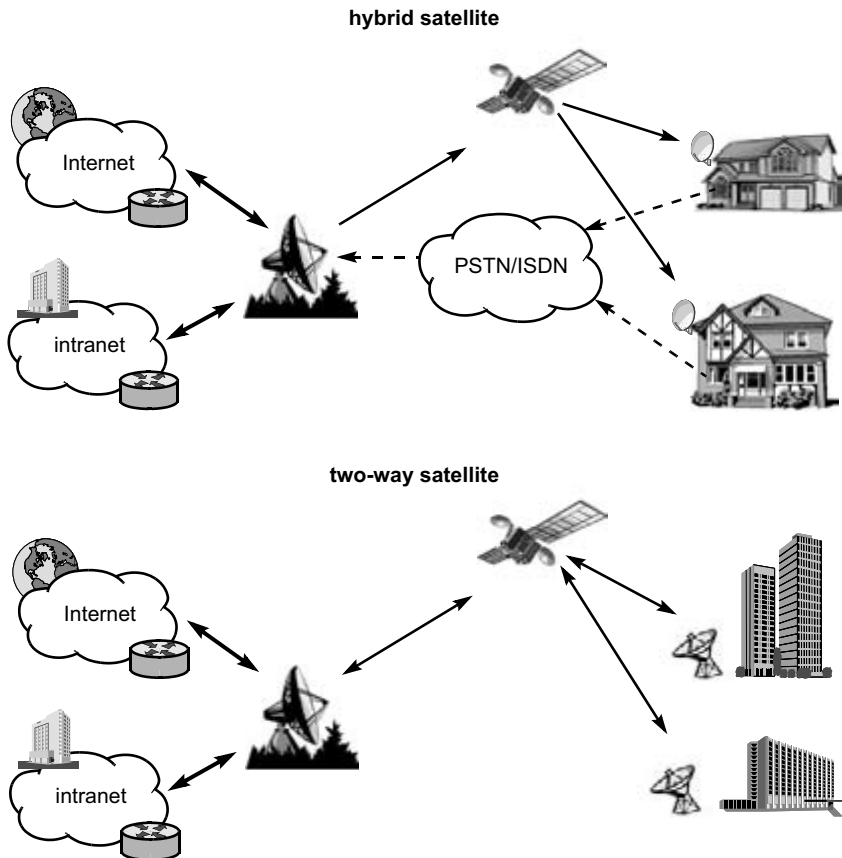 hybrid satellite
Internet
PSTN/ISDN
intranet
two-way satellite
Internet
intranet